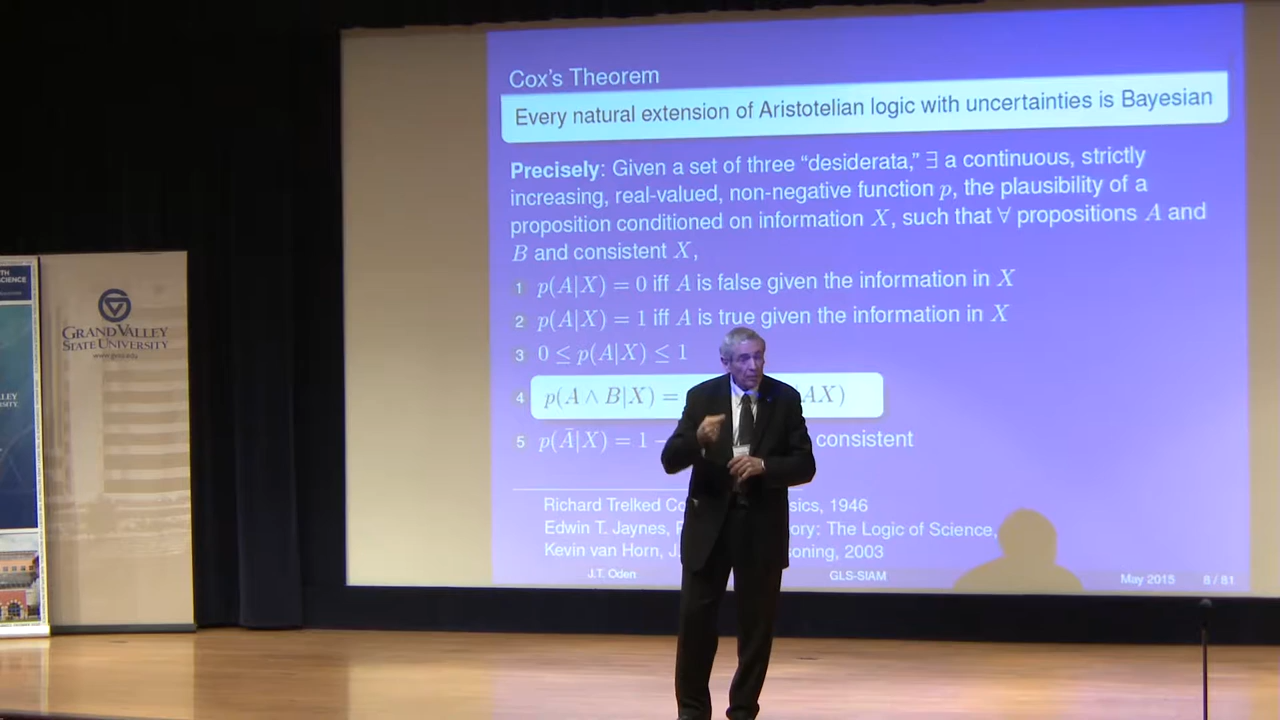 Cox's Theorem
Every natural extension of Aristotelian logic with uncertainties is Bayesian
Precisely: Given a set of three “desiderata,” ∃ a continuous, strictly
increasing, real-valued, non-negative function p, the plausibility of a
proposition conditioned on information X, such that ∀ propositions A and
B and consistent X,
1 p(A|X) = 0 iff A is false given the information in X
2 p(A|X) = 1 iff A is true given the information in X
3 0 ≤ p(A|X) ≤ 1
4 p(A ∧ B|X) = AX)
5 p(Ā|X) = 1 − consistent
Richard Trelked 1946
Edwin T. Jaynes, The Logic of Science,
Kevin van Horn, 2003
J.T. Oden GLS-SIAM May 2015 8 / 81
GRAND VALLEY
STATE UNIVERSITY
www.gvsu.edu